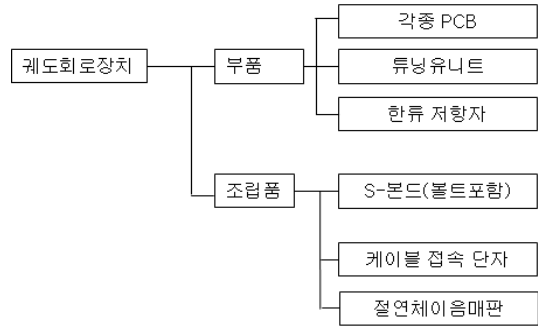 각종 PCB
궤도회로장치
부품
튜닝유니트
한류 저항자
조립품
S-본드(볼트포함)
케이블 접속 단자
절연체이음매판